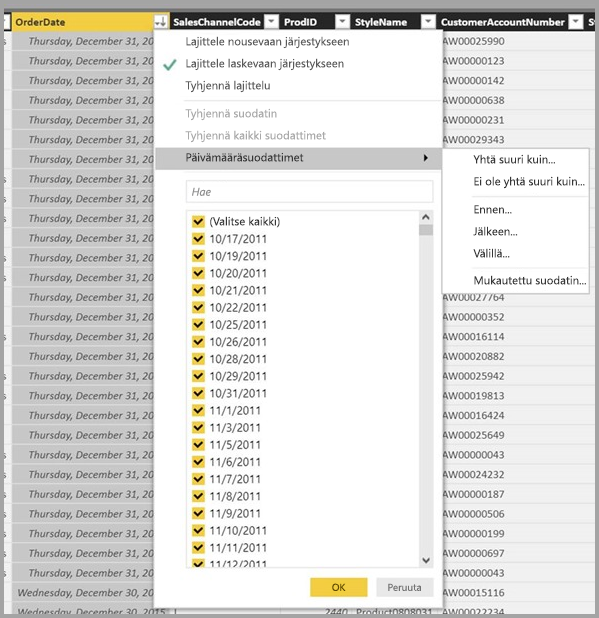 OrderDate SalesChannelCode ProdID StyleName CustomerAccountNumber
Thursday, December 31, 20 AW00025990
Lajittele nousevaan järjestykseen
Thursday, December 31, 20 AW00000123
Lajittele laskevaan järjestykseen
Thursday, December 31, 20 AW00000142
Tyhjennä lajittelu
Thursday, December 31, 20 AW00000638
Tyhjennä suodatin
Thursday, December 31, 20 AW00000231
Tyhjennä kaikki suodattimet
Thursday, December 31, 20 AW00029343
Päivämääräsuodattimet
Thursday, December 31, 20
Yhtä suuri kuin...
Thursday, December 31, 20
Ei ole yhtä suuri kuin...
Hae
Thursday, December 31, 20
Ennen...
Thursday, December 31, 20
(Valitse kaikki)
Jälkeen...
Thursday, December 31, 20
10/17/2011
Välillä...
10/19/2011
Thursday, December 31, 20
10/20/2011
Mukautettu suodatin...
Thursday, December 31, 20
10/21/2011
Thursday, December 31, 20 AW00027764
10/22/2011
Thursday, December 31, 20 AW00000352
10/25/2011
Thursday, December 31, 20 AW00016114
10/26/2011
Thursday, December 31, 20 AW00020882
10/28/2011
Thursday, December 31, 20 AW00025942
10/29/2011
Thursday, December 31, 20 AW00019813
10/31/2011
Thursday, December 31, 20 AW00016424
11/1/2011
11/3/2011
Thursday, December 31, 20 AW00025649
11/5/2011
Thursday, December 31, 20 AW00000043
11/6/2011
Thursday, December 31, 20 AW00024232
11/7/2011
Thursday, December 31, 20 AW00000187
11/8/2011
Thursday, December 31, 20 AW00000506
11/9/2011
Thursday, December 31, 20 AW00000199
11/10/2011
Thursday, December 31, 20 AW00000697
11/11/2011
Thursday, December 31, 20 AW00000043
11/12/2011
Wednesday, December 30, 20 AW00015116
OK Peruuta
Wednesday, December 30, 2015 1 2440 Product0808031 AW00022234